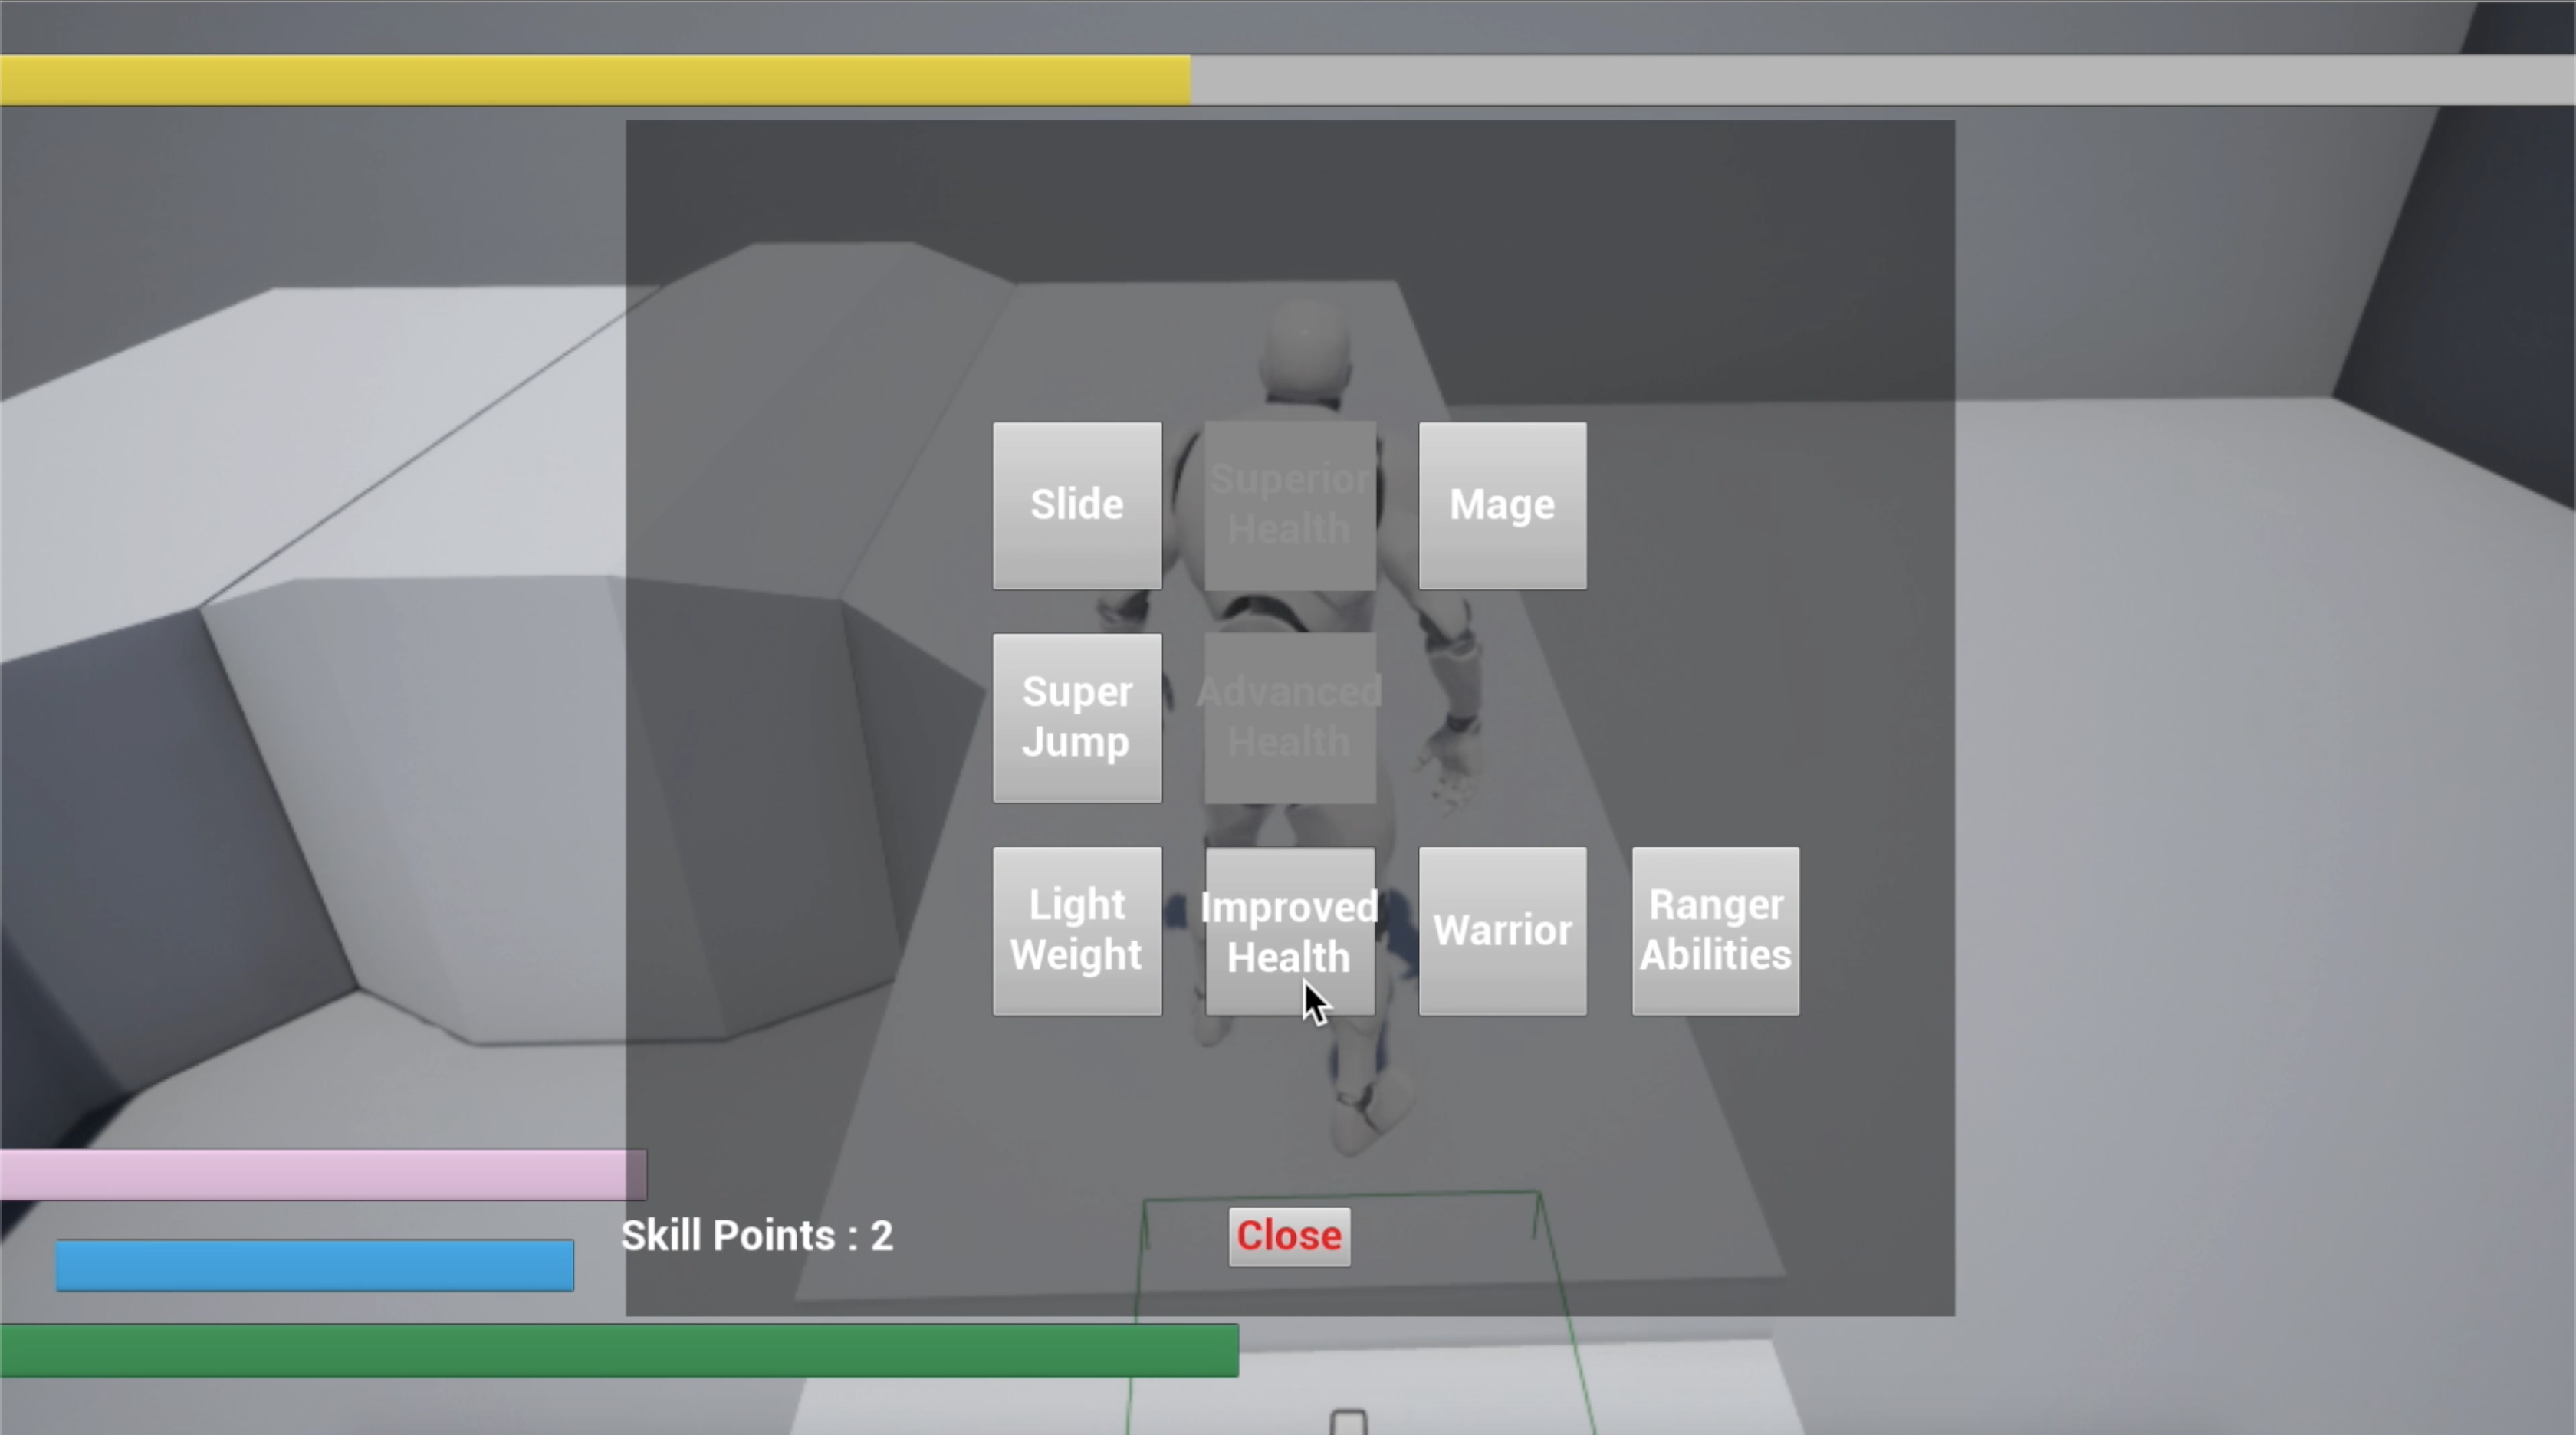 Slide
Superior
Health
Mage
Super
Jump
Advanced
Health
Light
Weight
Improved
Health
Warrior
Ranger
Abilities
Skill Points : 2
Close